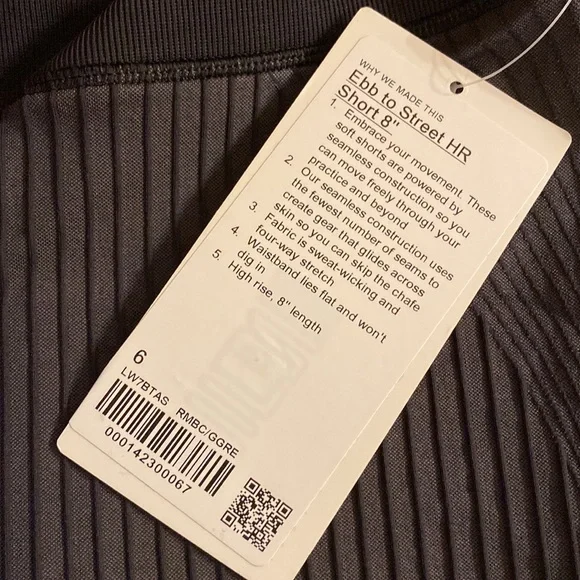 WHY WE MADE THIS
Ebb to Street HR
Short 8"
1. Embrace your movement. These
soft shorts are powered by
seamless construction so you
can move freely through your
practice and beyond
2. Our seamless construction uses
the fewest number of seams to
create gear that glides across
skin so you can skip the chafe
3. Fabric is sweat-wicking and
four-way stretch
4. Waistband lies flat and won't
dig in
5. High rise, 8" length
6
LW7BTAS RMBC/GGRE
000142300067